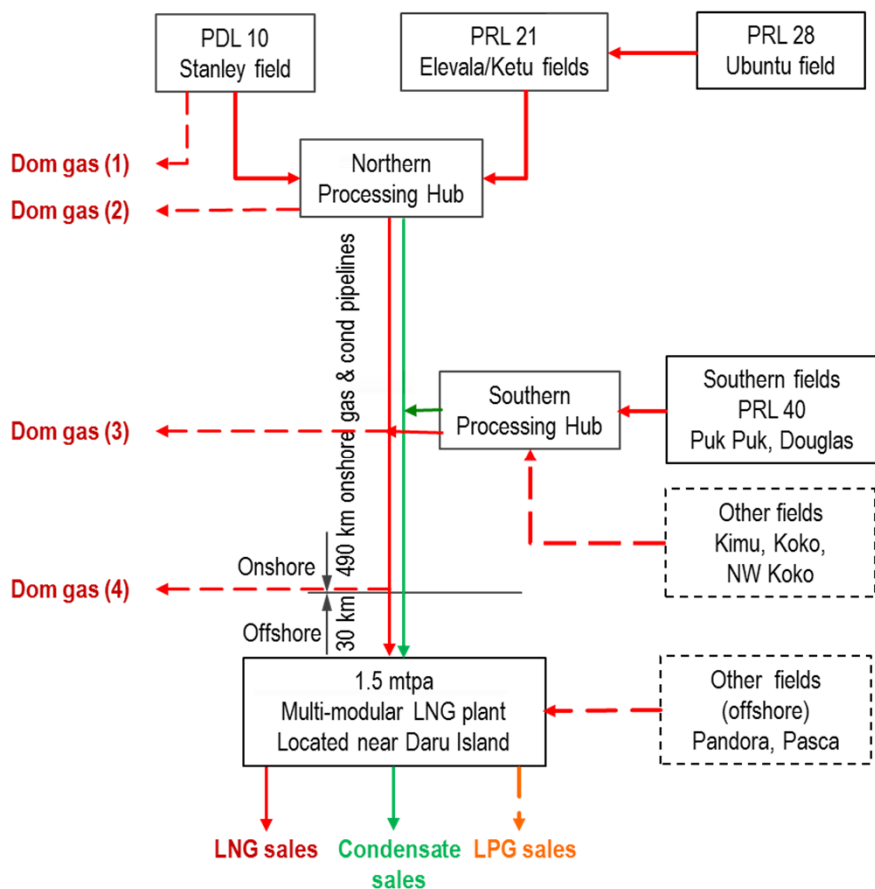 PDL 10
Stanley field
PRL 21
Elevala/Ketu fields
PRL 28
Ubuntu field
Dom gas (1)
Northern
Processing Hub
Dom gas (2)
490 km onshore gas & cond pipelines
Southern
Processing Hub
Southern fields
PRL 40
Puk Puk, Douglas
Dom gas (3)
Other fields
Kimu, Koko,
NW Koko
Onshore
Dom gas (4)
30 km
Offshore
1.5 mtpa
Multi-modular LNG plant
Located near Daru Island
Other fields
(offshore)
Pandora, Pasca
LNG sales
Condensate
sales
LPG sales